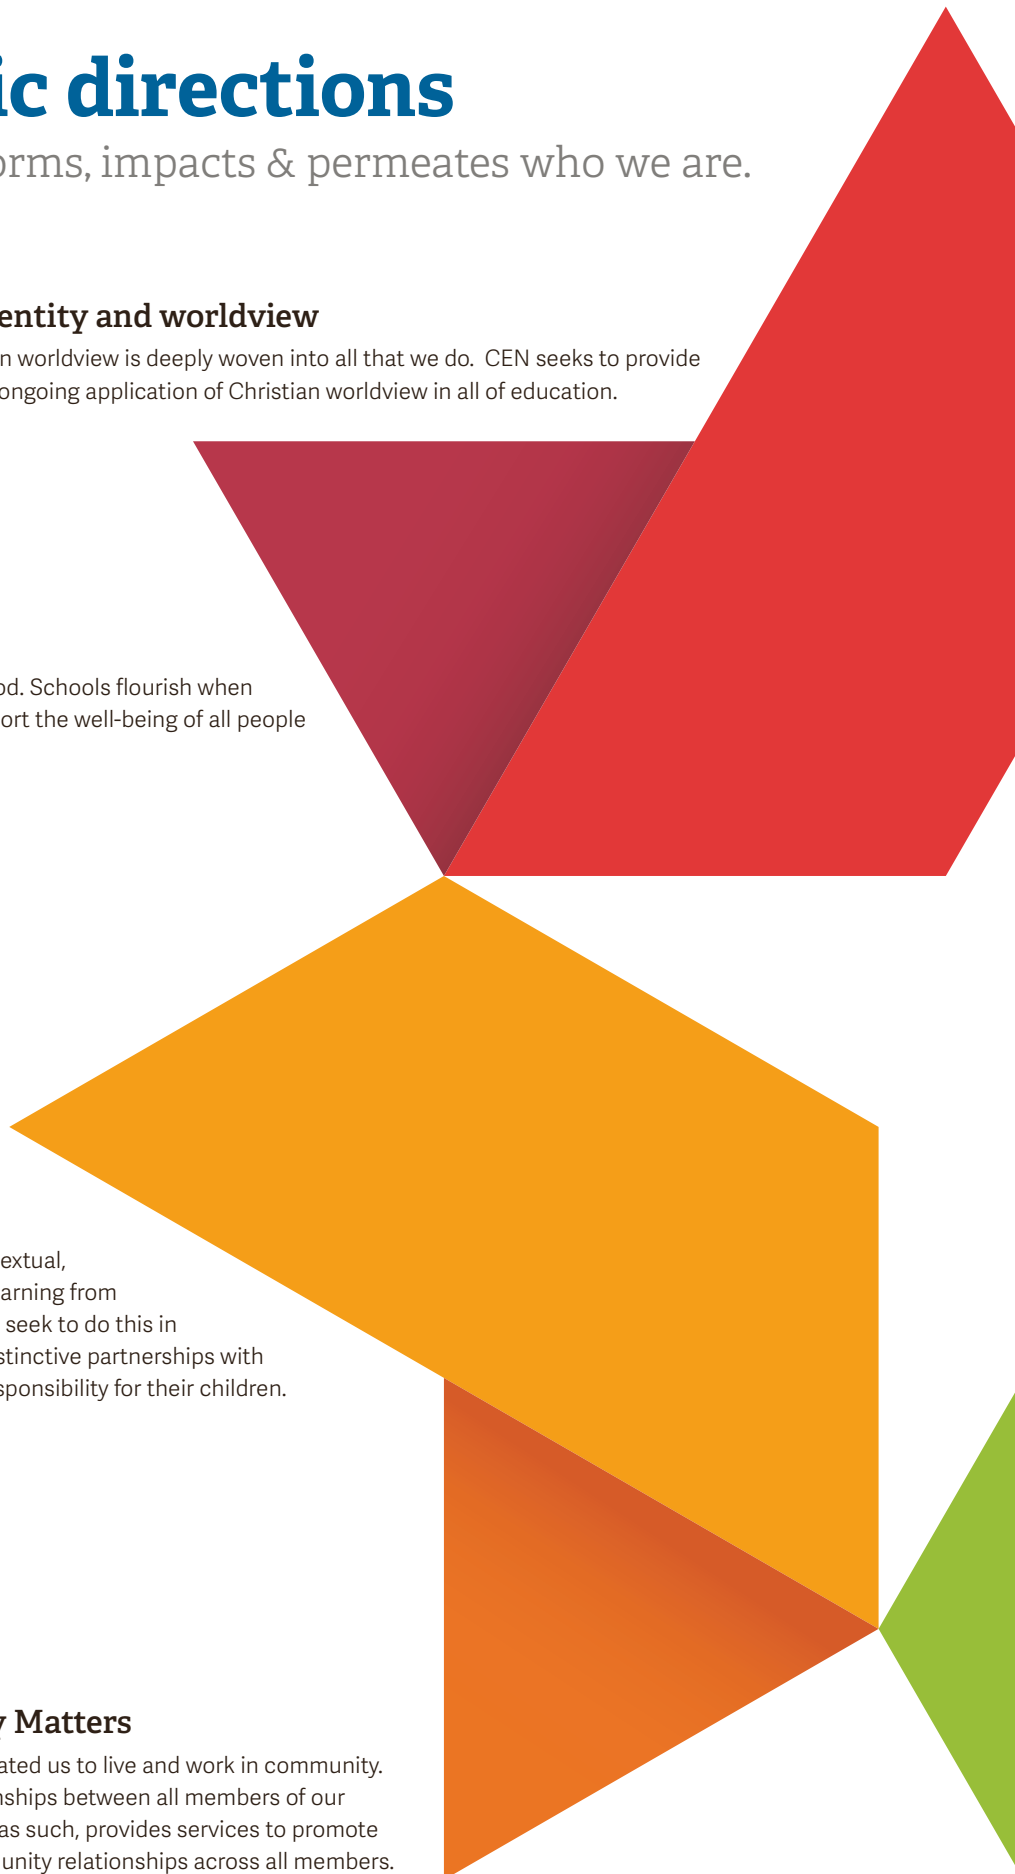 ic directions
orms, impacts & permeates who we are.
entity and worldview
n worldview is deeply woven into all that we do. CEN seeks to provide
ongoing application of Christian worldview in all of education.
od. Schools flourish when
ort the well-being of all people
extual,
arning from
seek to do this in
stinctive partnerships with
sponsibility for their children.
y Matters
ated us to live and work in community.
nships between all members of our
as such, provides services to promote
unity relationships across all members.